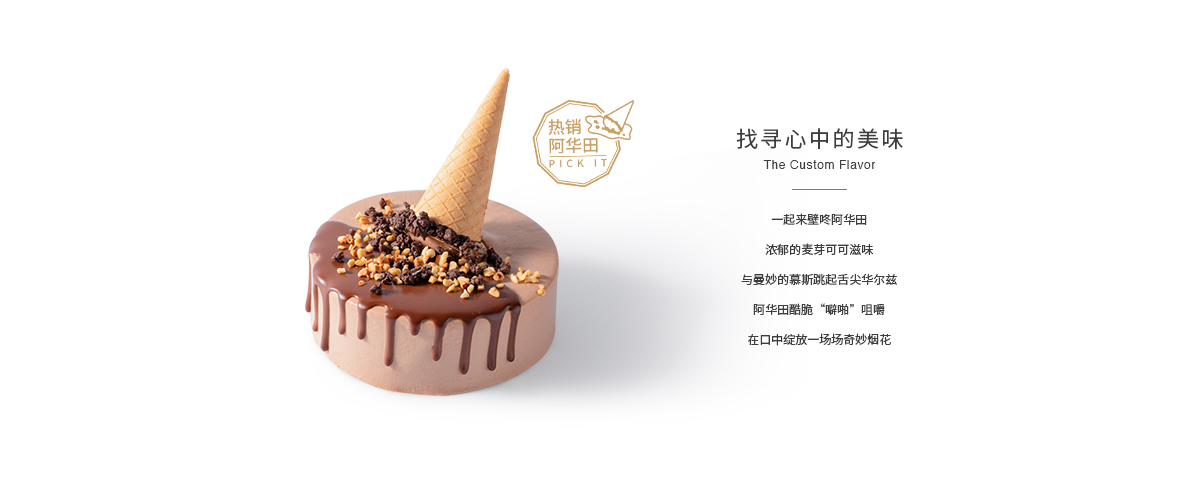 热销
阿华田
PICK IT
找寻心中的美味
The Custom Flavor
一起来壁咚阿华田
浓郁的麦芽可可滋味
与曼妙的慕斯跳起舌尖华尔兹
阿华田酷脆“噼啪”咀嚼
在口中绽放一场场奇妙烟花